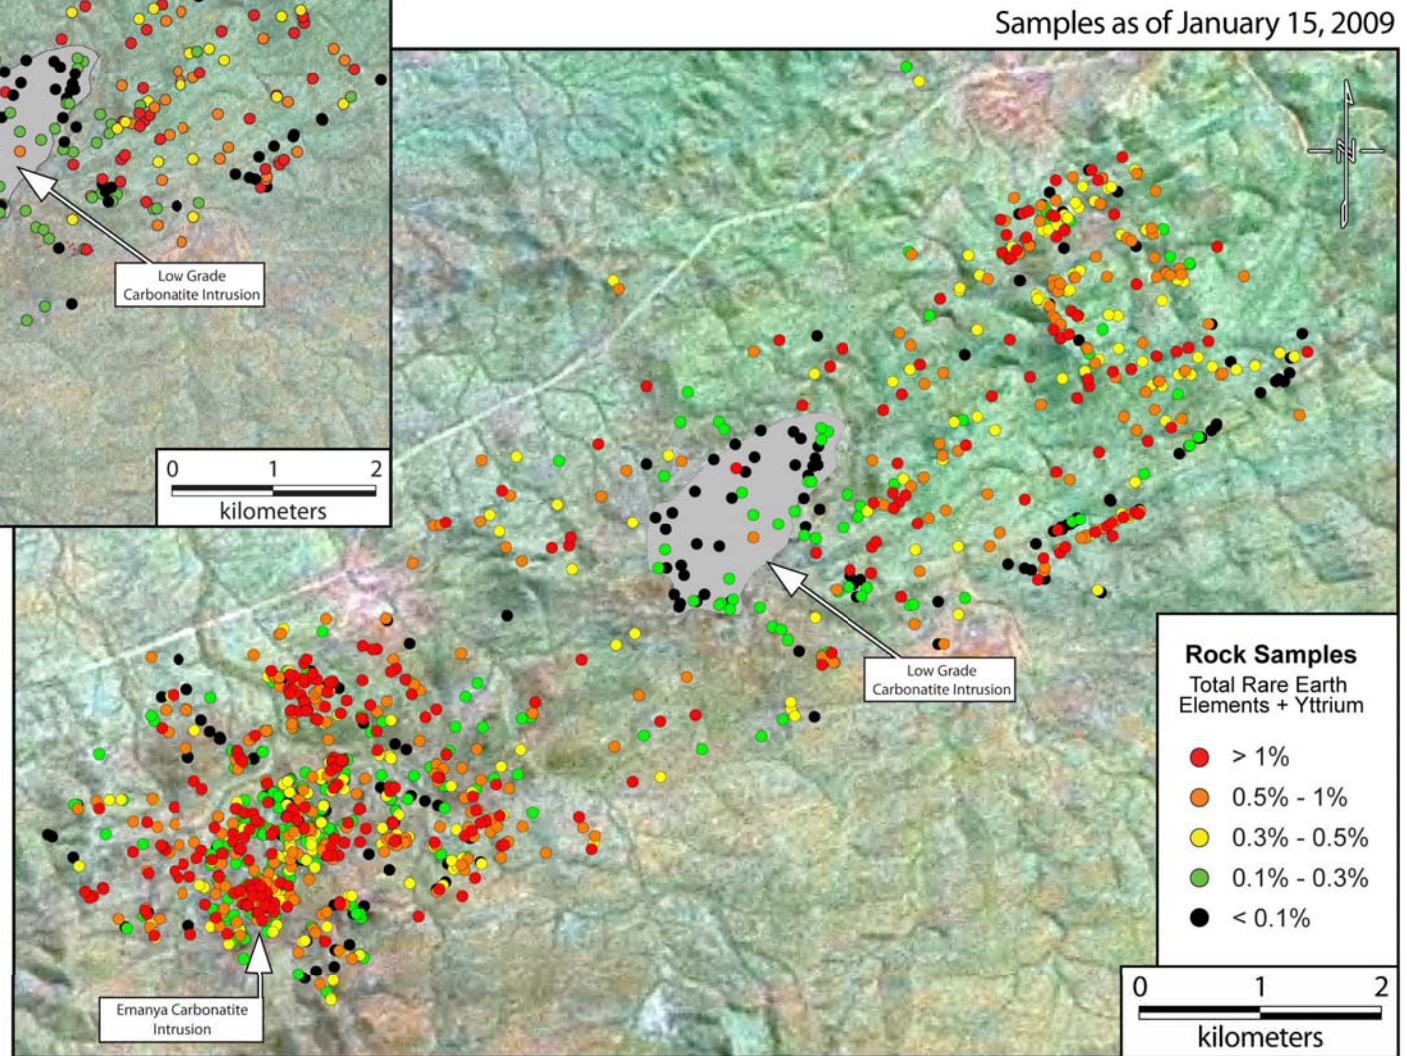 Samples as of January 15, 2009
Low Grade
Carbonatite Intrusion
0 1 2
kilometers
N
Low Grade
Carbonatite Intrusion
Rock Samples
Total Rare Earth
Elements + Yttrium
> 1%
0.5% - 1%
0.3% - 0.5%
0.1% - 0.3%
< 0.1%
Emanya Carbonatite
Intrusion
0 1 2
kilometers